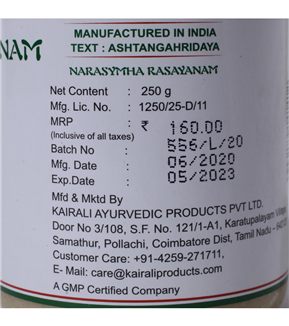 NAM
MANUFACTURED IN INDIA
TEXT : ASHTANGAHRIDAYA
NARASYMHA RASAYANAM
Net Content : 250 g
Mfg. Lic. No. : 1250/25-D/11
MRP : ₹ 160.00
(Inclusive of all taxes)
Batch No 556/L/20
Mfg. Date : 06/2020
Exp.Date : 05/2023
Mfd & Mktd By
KAIRALI AYURVEDIC PRODUCTS PVT LTD.
Door No 3/108, S.F. No. 121/1-A1, Karatupalayam
Samathur, Pollachi, Coimbatore Dist, Tamil Nadu –
Customer Care: +91-4259-271711,
E- Mail: care@kairaliproducts.com
A GMP Certified Company